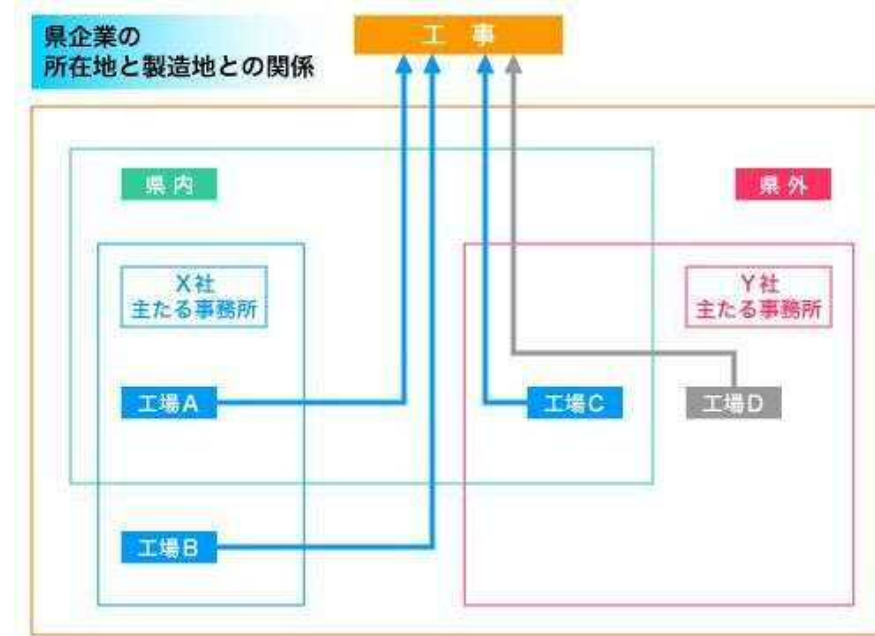 県企業の
所在地と製造地との関係
工事
県内
県外
X社
主たる事務所
Y社
主たる事務所
工場A
工場C
工場D
工場B